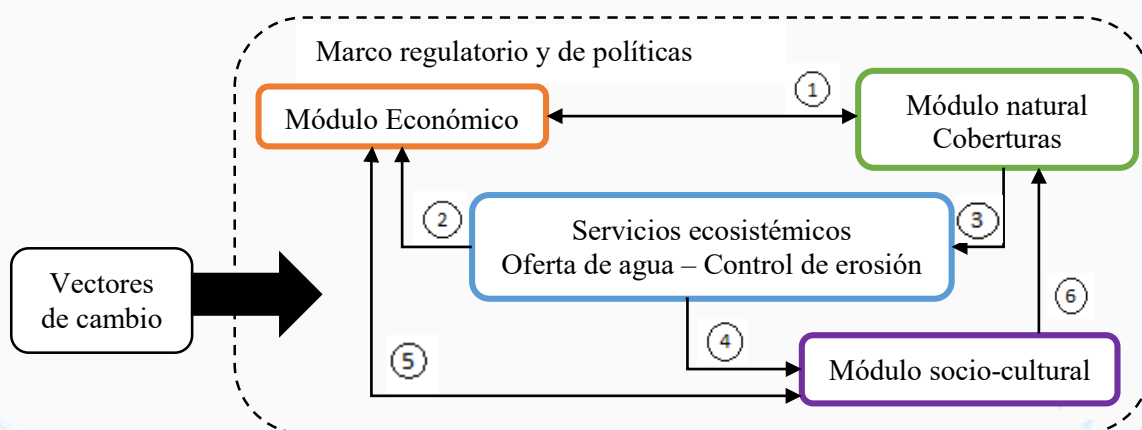 Marco regulatorio y de políticas
Módulo Económico
1
Módulo natural
Coberturas
2
Servicios ecosistémicos
Oferta de agua – Control de erosión
3
Vectores
de cambio
4
5
6
Módulo socio-cultural